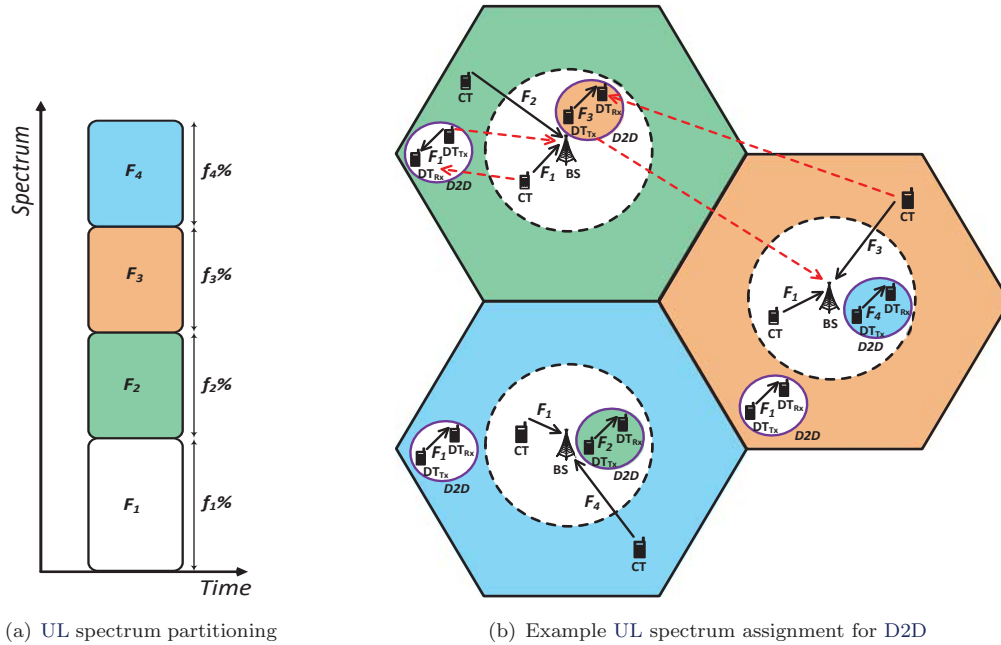 Spectrum
F4
f4%
F3
f3%
F2
f2%
F1
f1%
Time
CT
F2
F3
DTRx
DTTx
D2D
F1
DTTx
DTRx
D2D
F1
BS
CT
CT
F3
F1
BS
CT
F4
DTRx
DTTx
D2D
F1
DTRx
DTTx
D2D
F1
CT
BS
F2
DTRx
DTTx
D2D
F1
DTRx
DTTx
D2D
F4
CT
(a) UL spectrum partitioning
(b) Example UL spectrum assignment for D2D